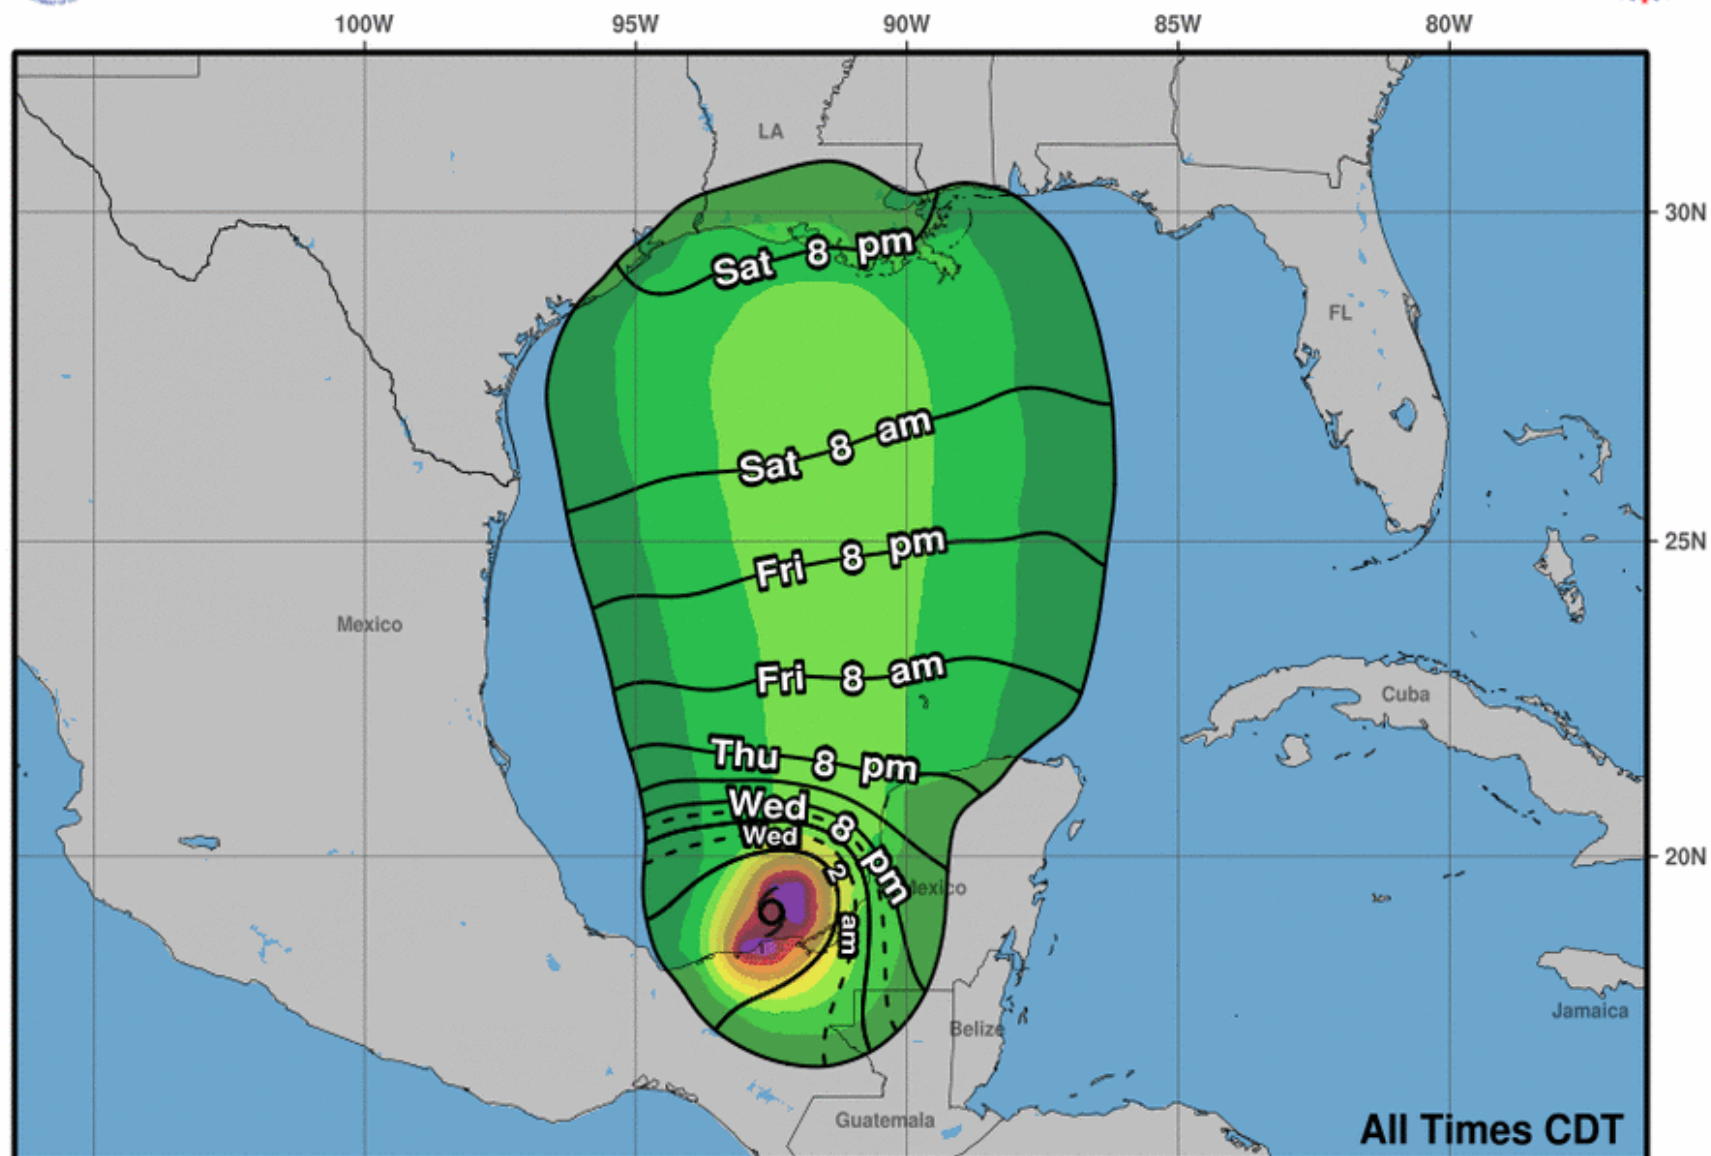 100W 95W 90W 85W 80W
LA
30N
Sat 8 pm
FL
Sat 8 am
25N
Fri 8 pm
Mexico
Fri 8 am
Cuba
Thu 8 pm
Wed 8 pm
Wed 2 am
20N
Mexico
Jamaica
Belize
Guatemala
All Times CDT